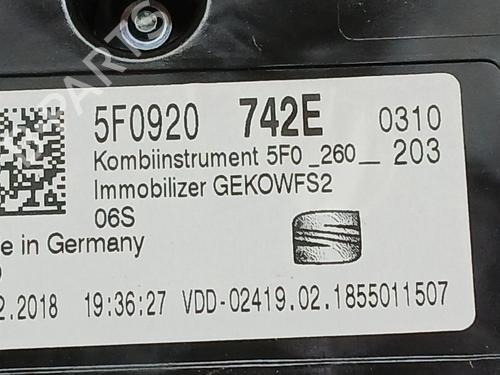 5F0920 742E 0310
Kombiinstrument 5F0 _260__ 203
Immobilizer GEKOWFS2
06S
in Germany
2.2018 19:36:27 VDD-02419.02.1855011507